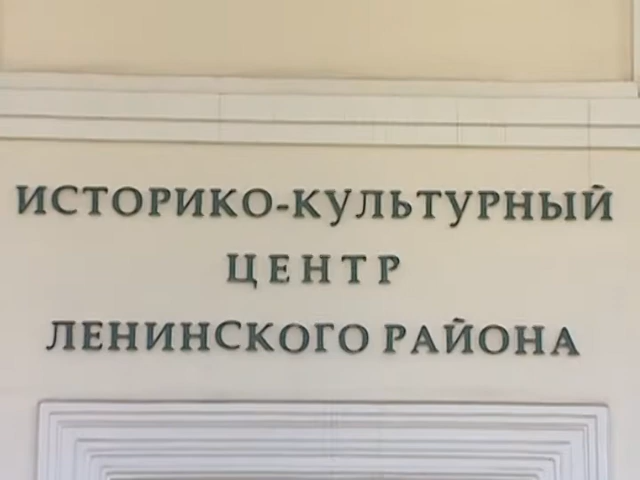 ИСТОРИКО-КУЛЬТУРНЫЙ
ЦЕНТР
ЛЕНИНСКОГО РАЙОНА